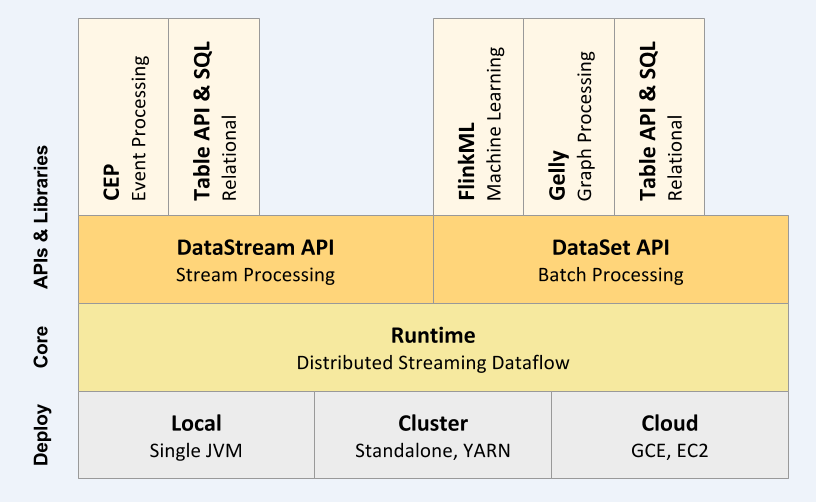 APIs & Libraries
CEP
Event Processing
Table API & SQL
Relational
FlinkML
Machine Learning
Gelly
Graph Processing
Table API & SQL
Relational
DataStream API
Stream Processing
DataSet API
Batch Processing
Core
Runtime
Distributed Streaming Dataflow
Deploy
Local
Single JVM
Cluster
Standalone, YARN
Cloud
GCE, EC2